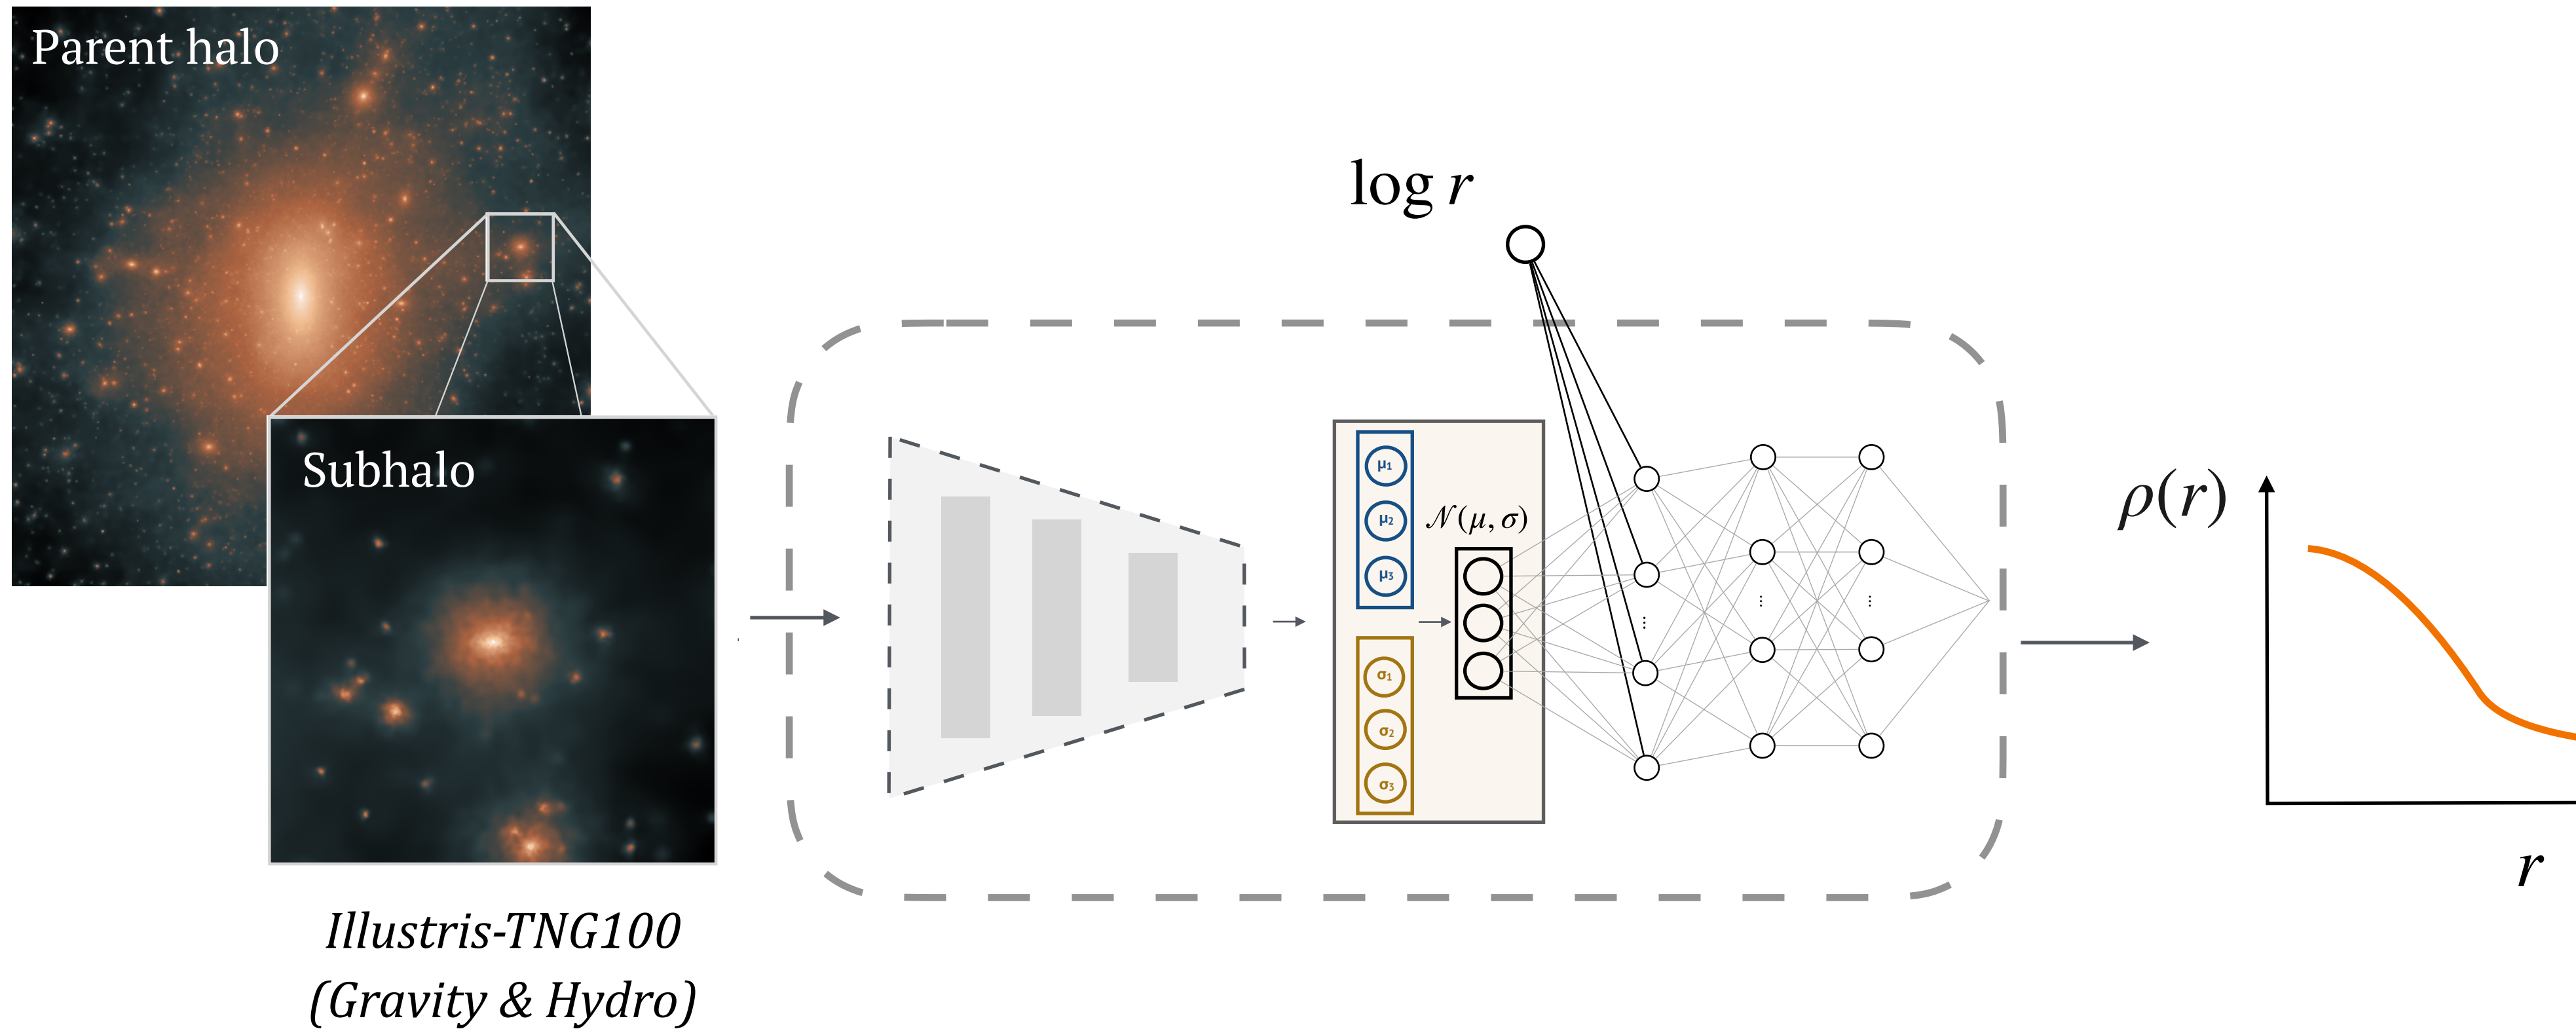 Parent halo
Subhalo
Illustris-TNG100
(Gravity & Hydro)
log r
μ₁
μ₂
μ₃
σ₁
σ₂
σ₃
𝒩(μ, σ)
⋮
⋮
⋮
ρ(r)
r